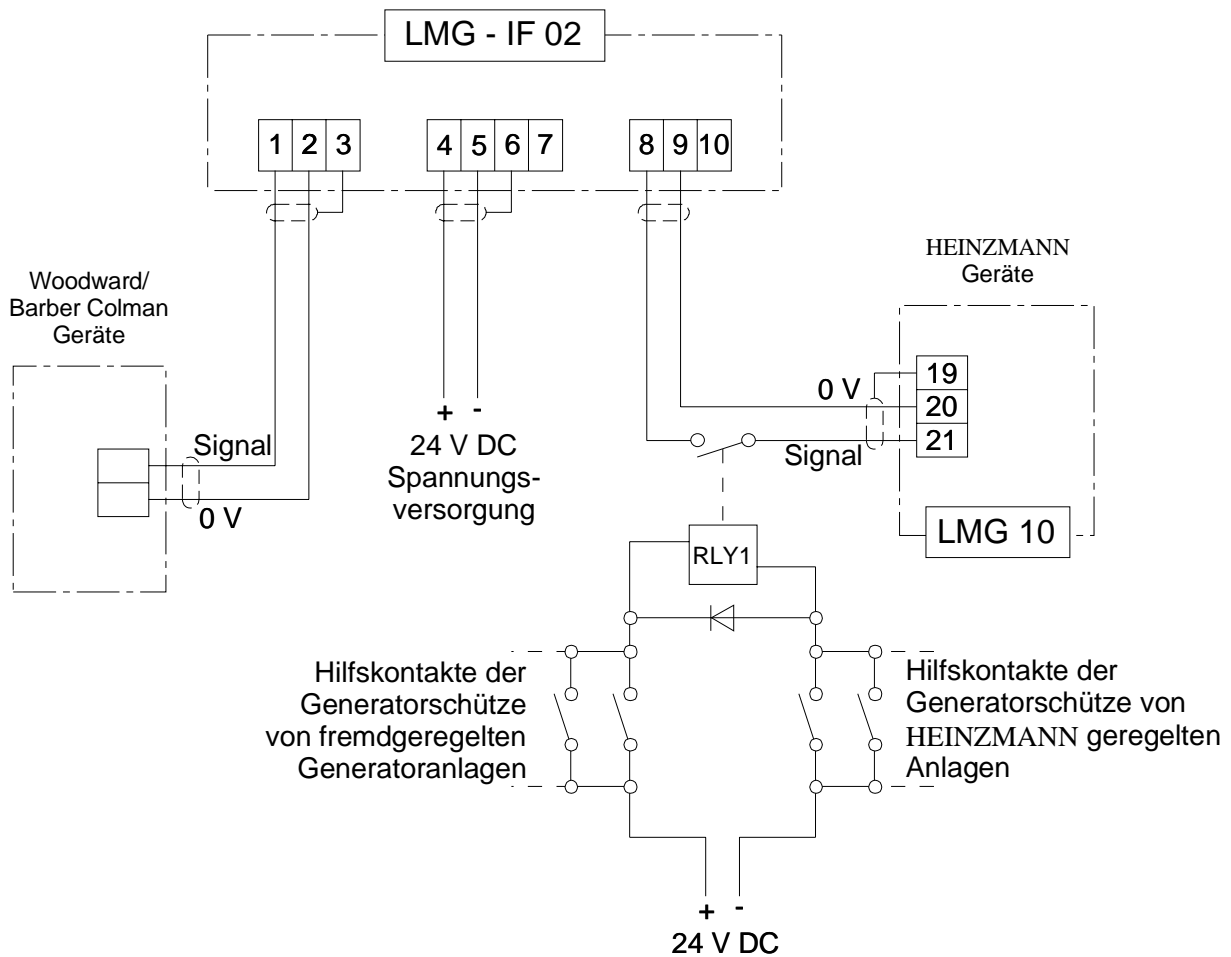 LMG - IF 02
1 2 3 4 5 6 7 8 9 10
Woodward/
Barber Colman
Geräte
HEINZMANN
Geräte
19
0 V
20
+ -
21
Signal
24 V DC
Signal
Spannungs-
versorgung
0 V
LMG 10
RLY1
Hilfskontakte der
Generatorschütze
von fremdgeregelten
Generatoranlagen
Hilfskontakte der
Generatorschütze von
HEINZMANN geregelten
Anlagen
+ -
24 V DC